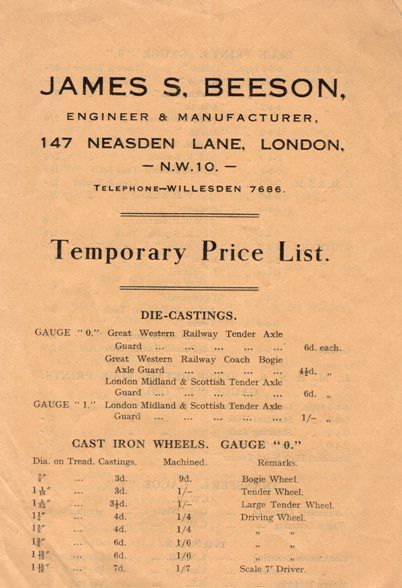 JAMES S. BEESON,
ENGINEER & MANUFACTURER,
147 NEASDEN LANE, LONDON,
— N.W.10. —
TELEPHONE—WILLESDEN 7686.
Temporary Price List.
DIE-CASTINGS.
GAUGE "0." Great Western Railway Tender Axle
Guard ... ... ... ... ... 6d. each.
Great Western Railway Coach Bogie
Axle Guard ... ... ... ... 4½d. „
London Midland & Scottish Tender Axle
Guard ... ... ... ... ... 6d. „
GAUGE "1." London Midland & Scottish Tender Axle
Guard ... ... ... ... ... 1/– „
CAST IRON WHEELS. GAUGE "0."
Dia. on Tread. Castings. Machined. Remarks.
... 3d. 9d. Bogie Wheel.
... 3d. 1/– Tender Wheel.
... 3½d. 1/– Large Tender Wheel.
... 4d. 1/4 Driving Wheel.
... 4d. 1/4 „ „
... 6d. 1/6 „ „
... 6d. 1/6 „ „
... 7d. 1/7 Scale 7' Driver.